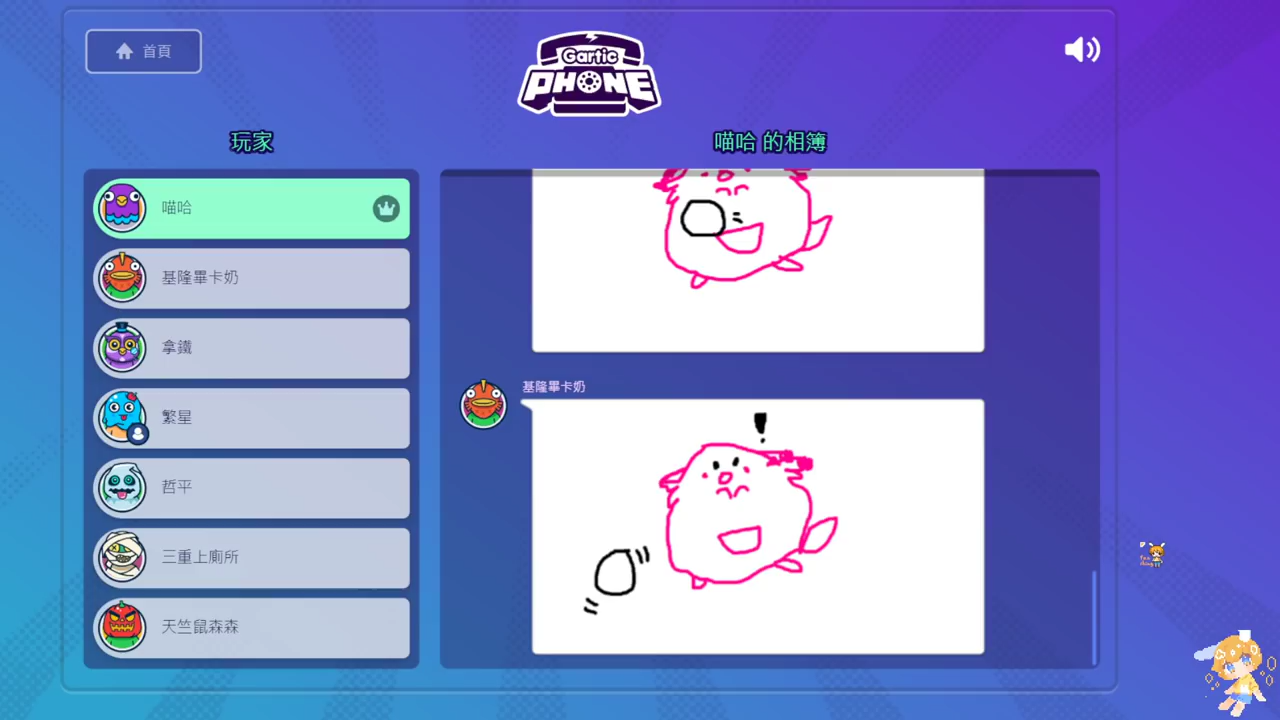 首頁
Gartic
PHONE
玩家
喵哈 的相簿
喵哈
基隆畢卡奶
拿鐵
繁星
哲平
三重上廁所
天竺鼠森森
基隆畢卡奶
!